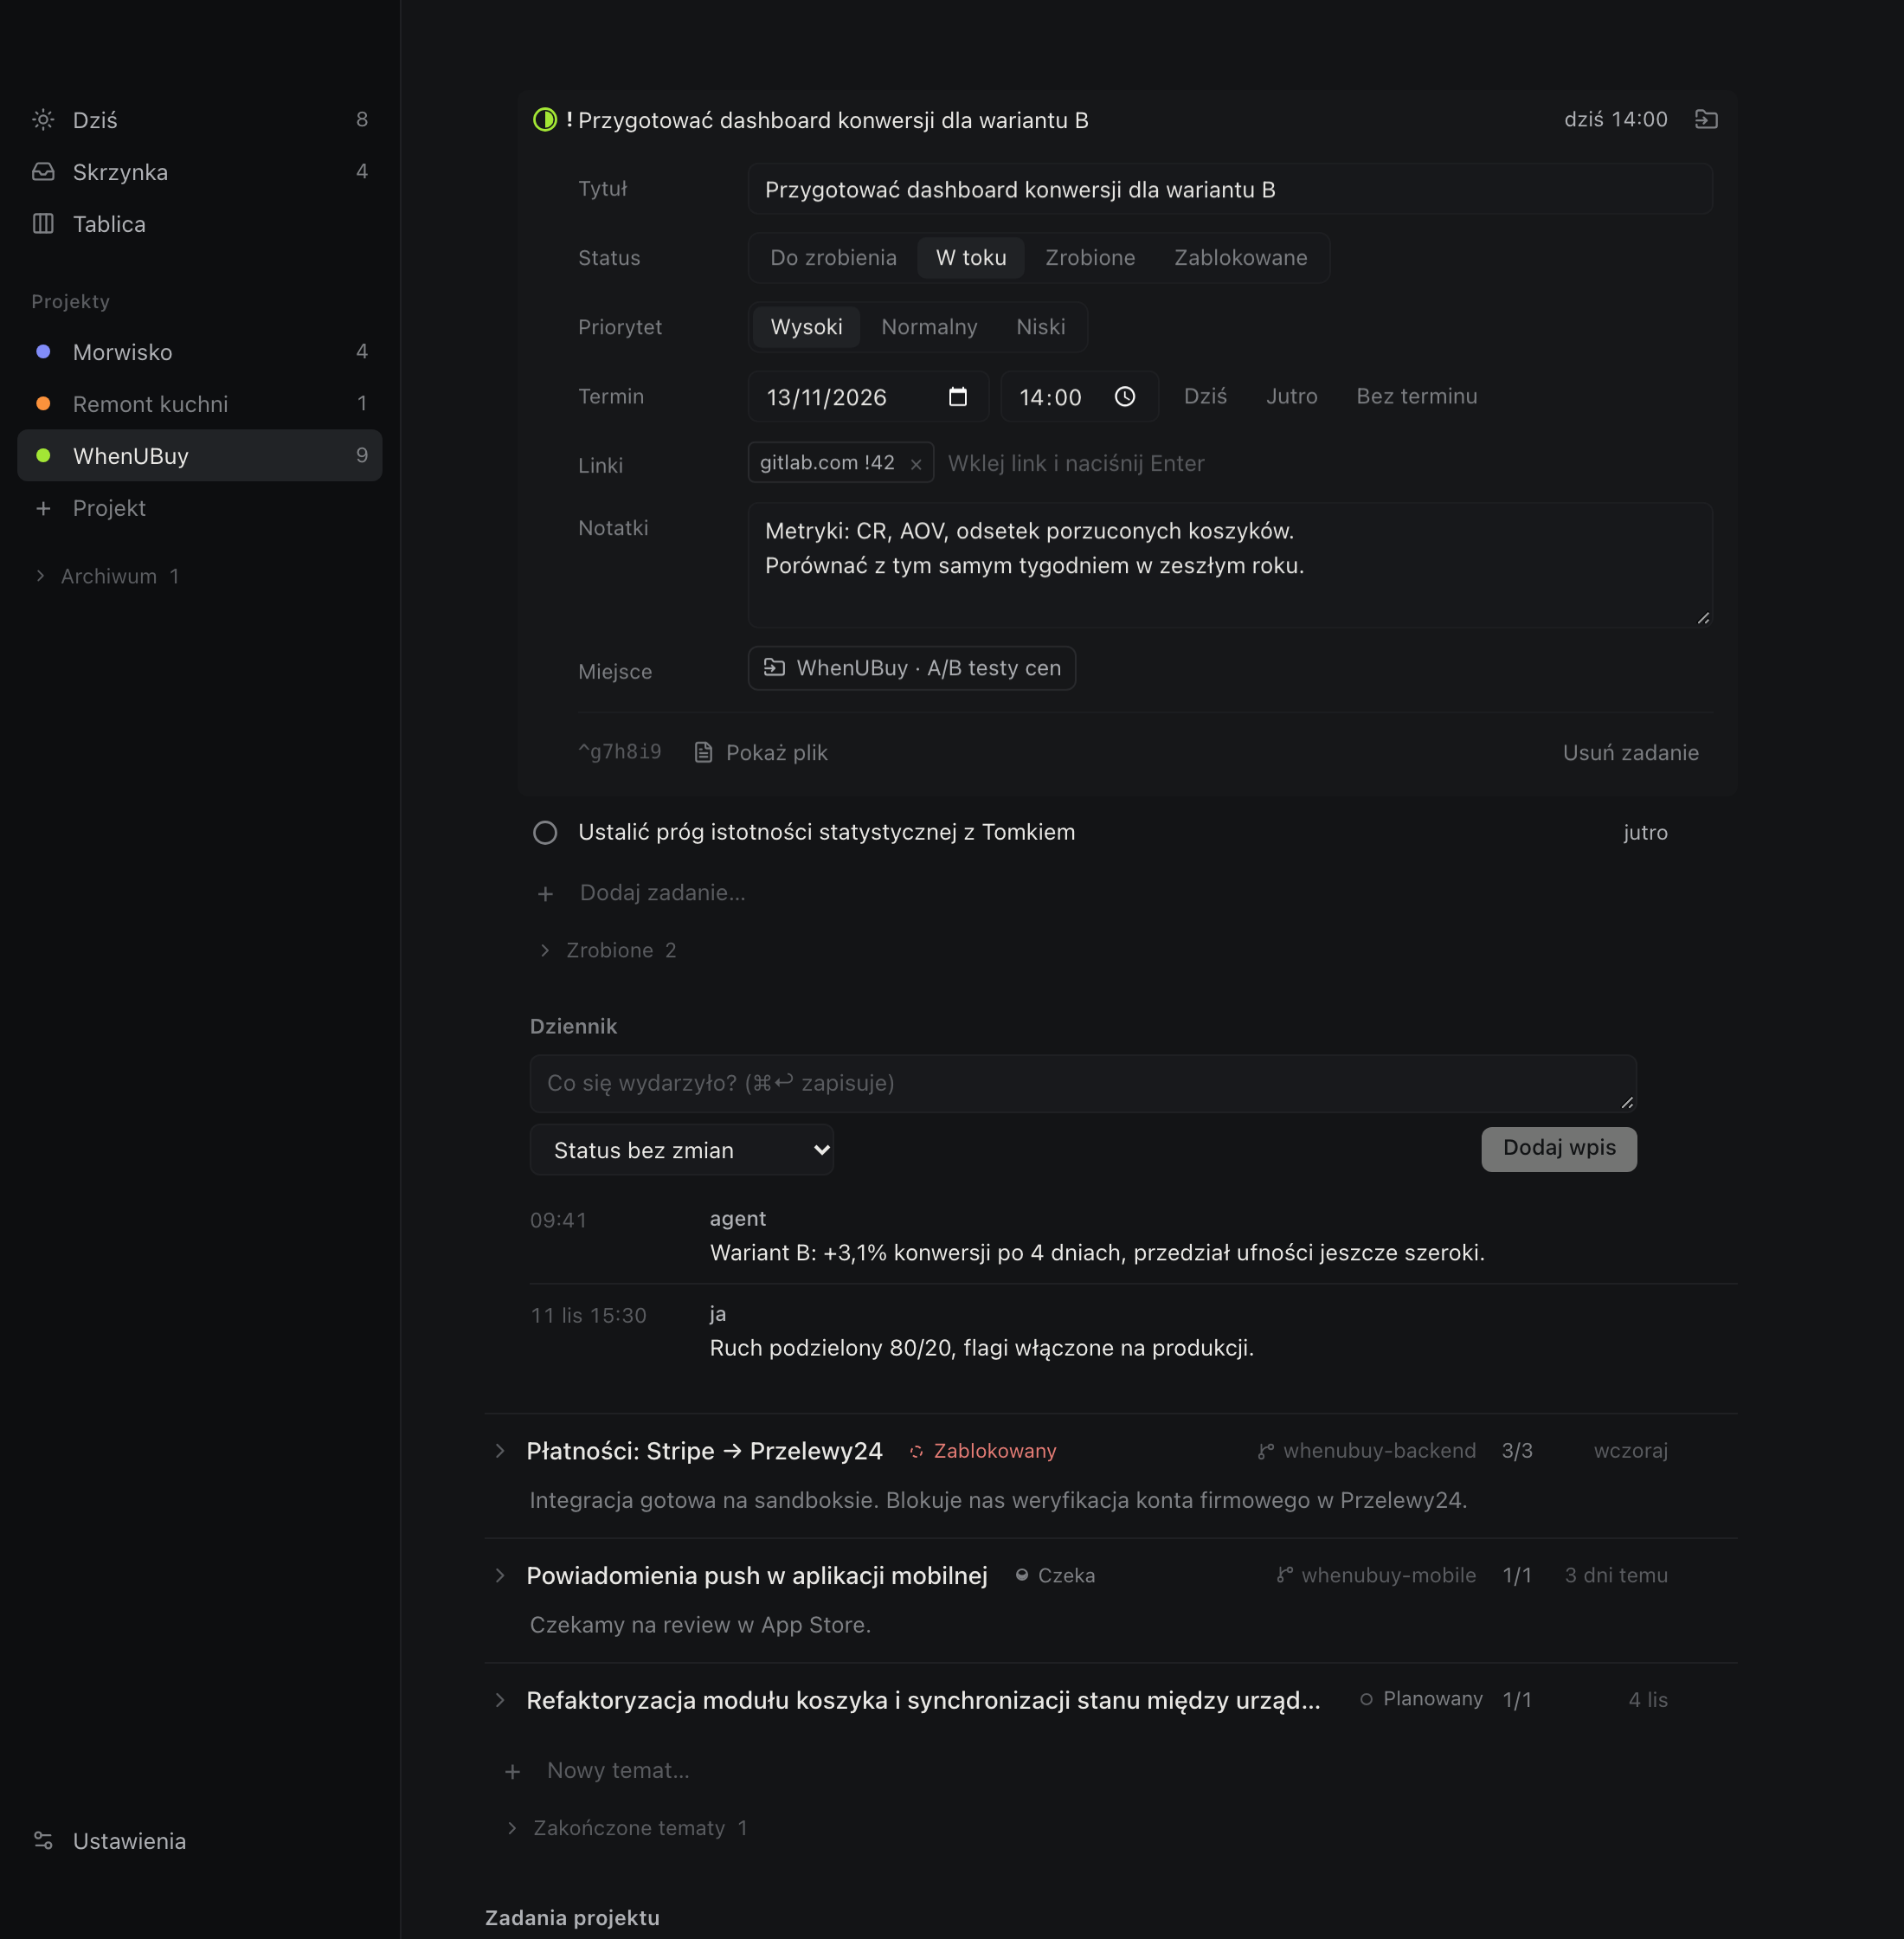 Dziś 8
Skrzynka 4
Tablica
Projekty
Morwisko 4
Remont kuchni 1
WhenUBuy 9
+ Projekt
Archiwum 1
Ustawienia
! Przygotować dashboard konwersji dla wariantu B dziś 14:00
Tytuł Przygotować dashboard konwersji dla wariantu B
Status Do zrobienia W toku Zrobione Zablokowane
Priorytet Wysoki Normalny Niski
Termin 13/11/2026 14:00 Dziś Jutro Bez terminu
Linki gitlab.com !42 × Wklej link i naciśnij Enter
Notatki Metryki: CR, AOV, odsetek porzuconych koszyków.
Porównać z tym samym tygodniem w zeszłym roku.
Miejsce WhenUBuy · A/B testy cen
^g7h8i9 Pokaż plik Usuń zadanie
Ustalić próg istotności statystycznej z Tomkiem jutro
+ Dodaj zadanie...
Zrobione 2
Dziennik
Co się wydarzyło? (⌘↩ zapisuje)
Status bez zmian Dodaj wpis
09:41 agent
Wariant B: +3,1% konwersji po 4 dniach, przedział ufności jeszcze szeroki.
11 lis 15:30 ja
Ruch podzielony 80/20, flagi włączone na produkcji.
Płatności: Stripe → Przelewy24 Zablokowany whenubuy-backend 3/3 wczoraj
Integracja gotowa na sandboksie. Blokuje nas weryfikacja konta firmowego w Przelewy24.
Powiadomienia push w aplikacji mobilnej Czeka whenubuy-mobile 1/1 3 dni temu
Czekamy na review w App Store.
Refaktoryzacja modułu koszyka i synchronizacji stanu między urząd... Planowany 1/1 4 lis
+ Nowy temat...
Zakończone tematy 1
Zadania projektu